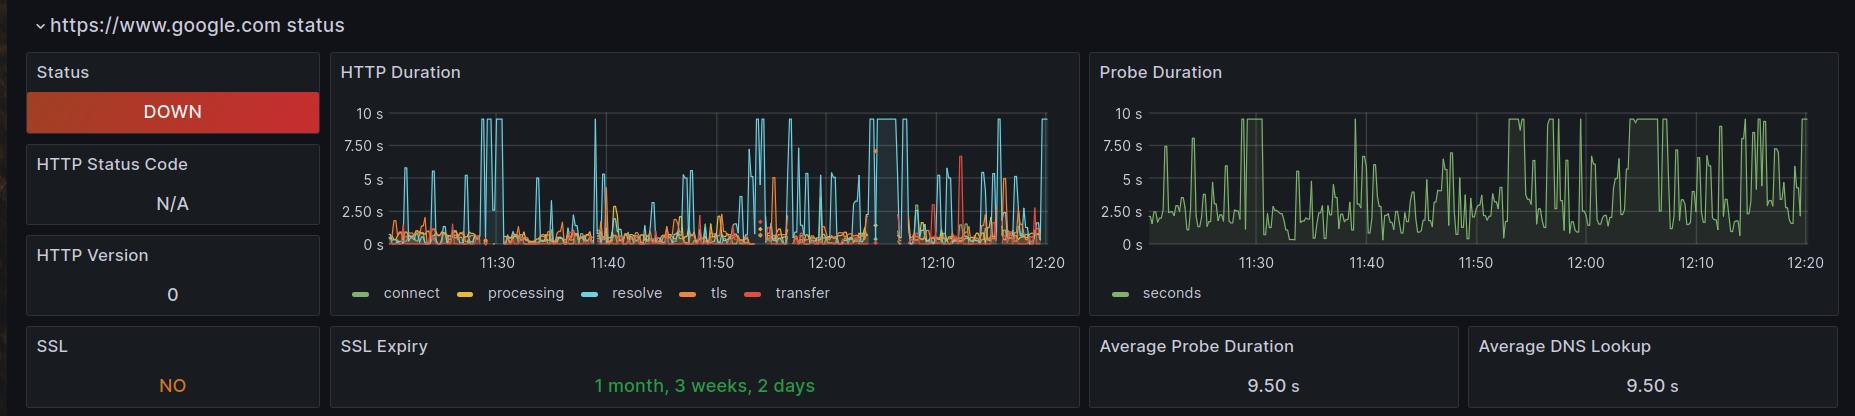 https://www.google.com status
Status
DOWN
HTTP Status Code
N/A
HTTP Version
0
SSL
NO
HTTP Duration
10 s
7.50 s
5 s
2.50 s
0 s
11:30 11:40 11:50 12:00 12:10 12:20
connect processing resolve tls transfer
Probe Duration
10 s
7.50 s
5 s
2.50 s
0 s
11:30 11:40 11:50 12:00 12:10 12:20
seconds
SSL Expiry
1 month, 3 weeks, 2 days
Average Probe Duration
9.50 s
Average DNS Lookup
9.50 s